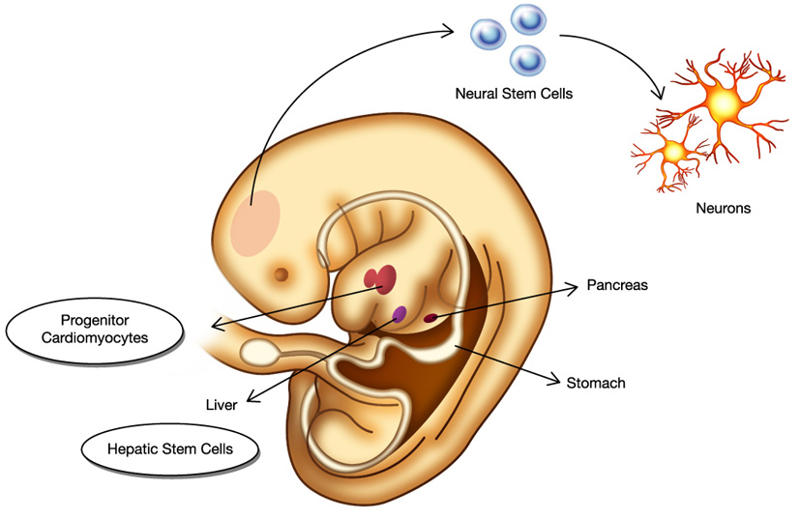 Neural Stem Cells
Neurons
Pancreas
Progenitor
Cardiomyocytes
Stomach
Liver
Hepatic Stem Cells